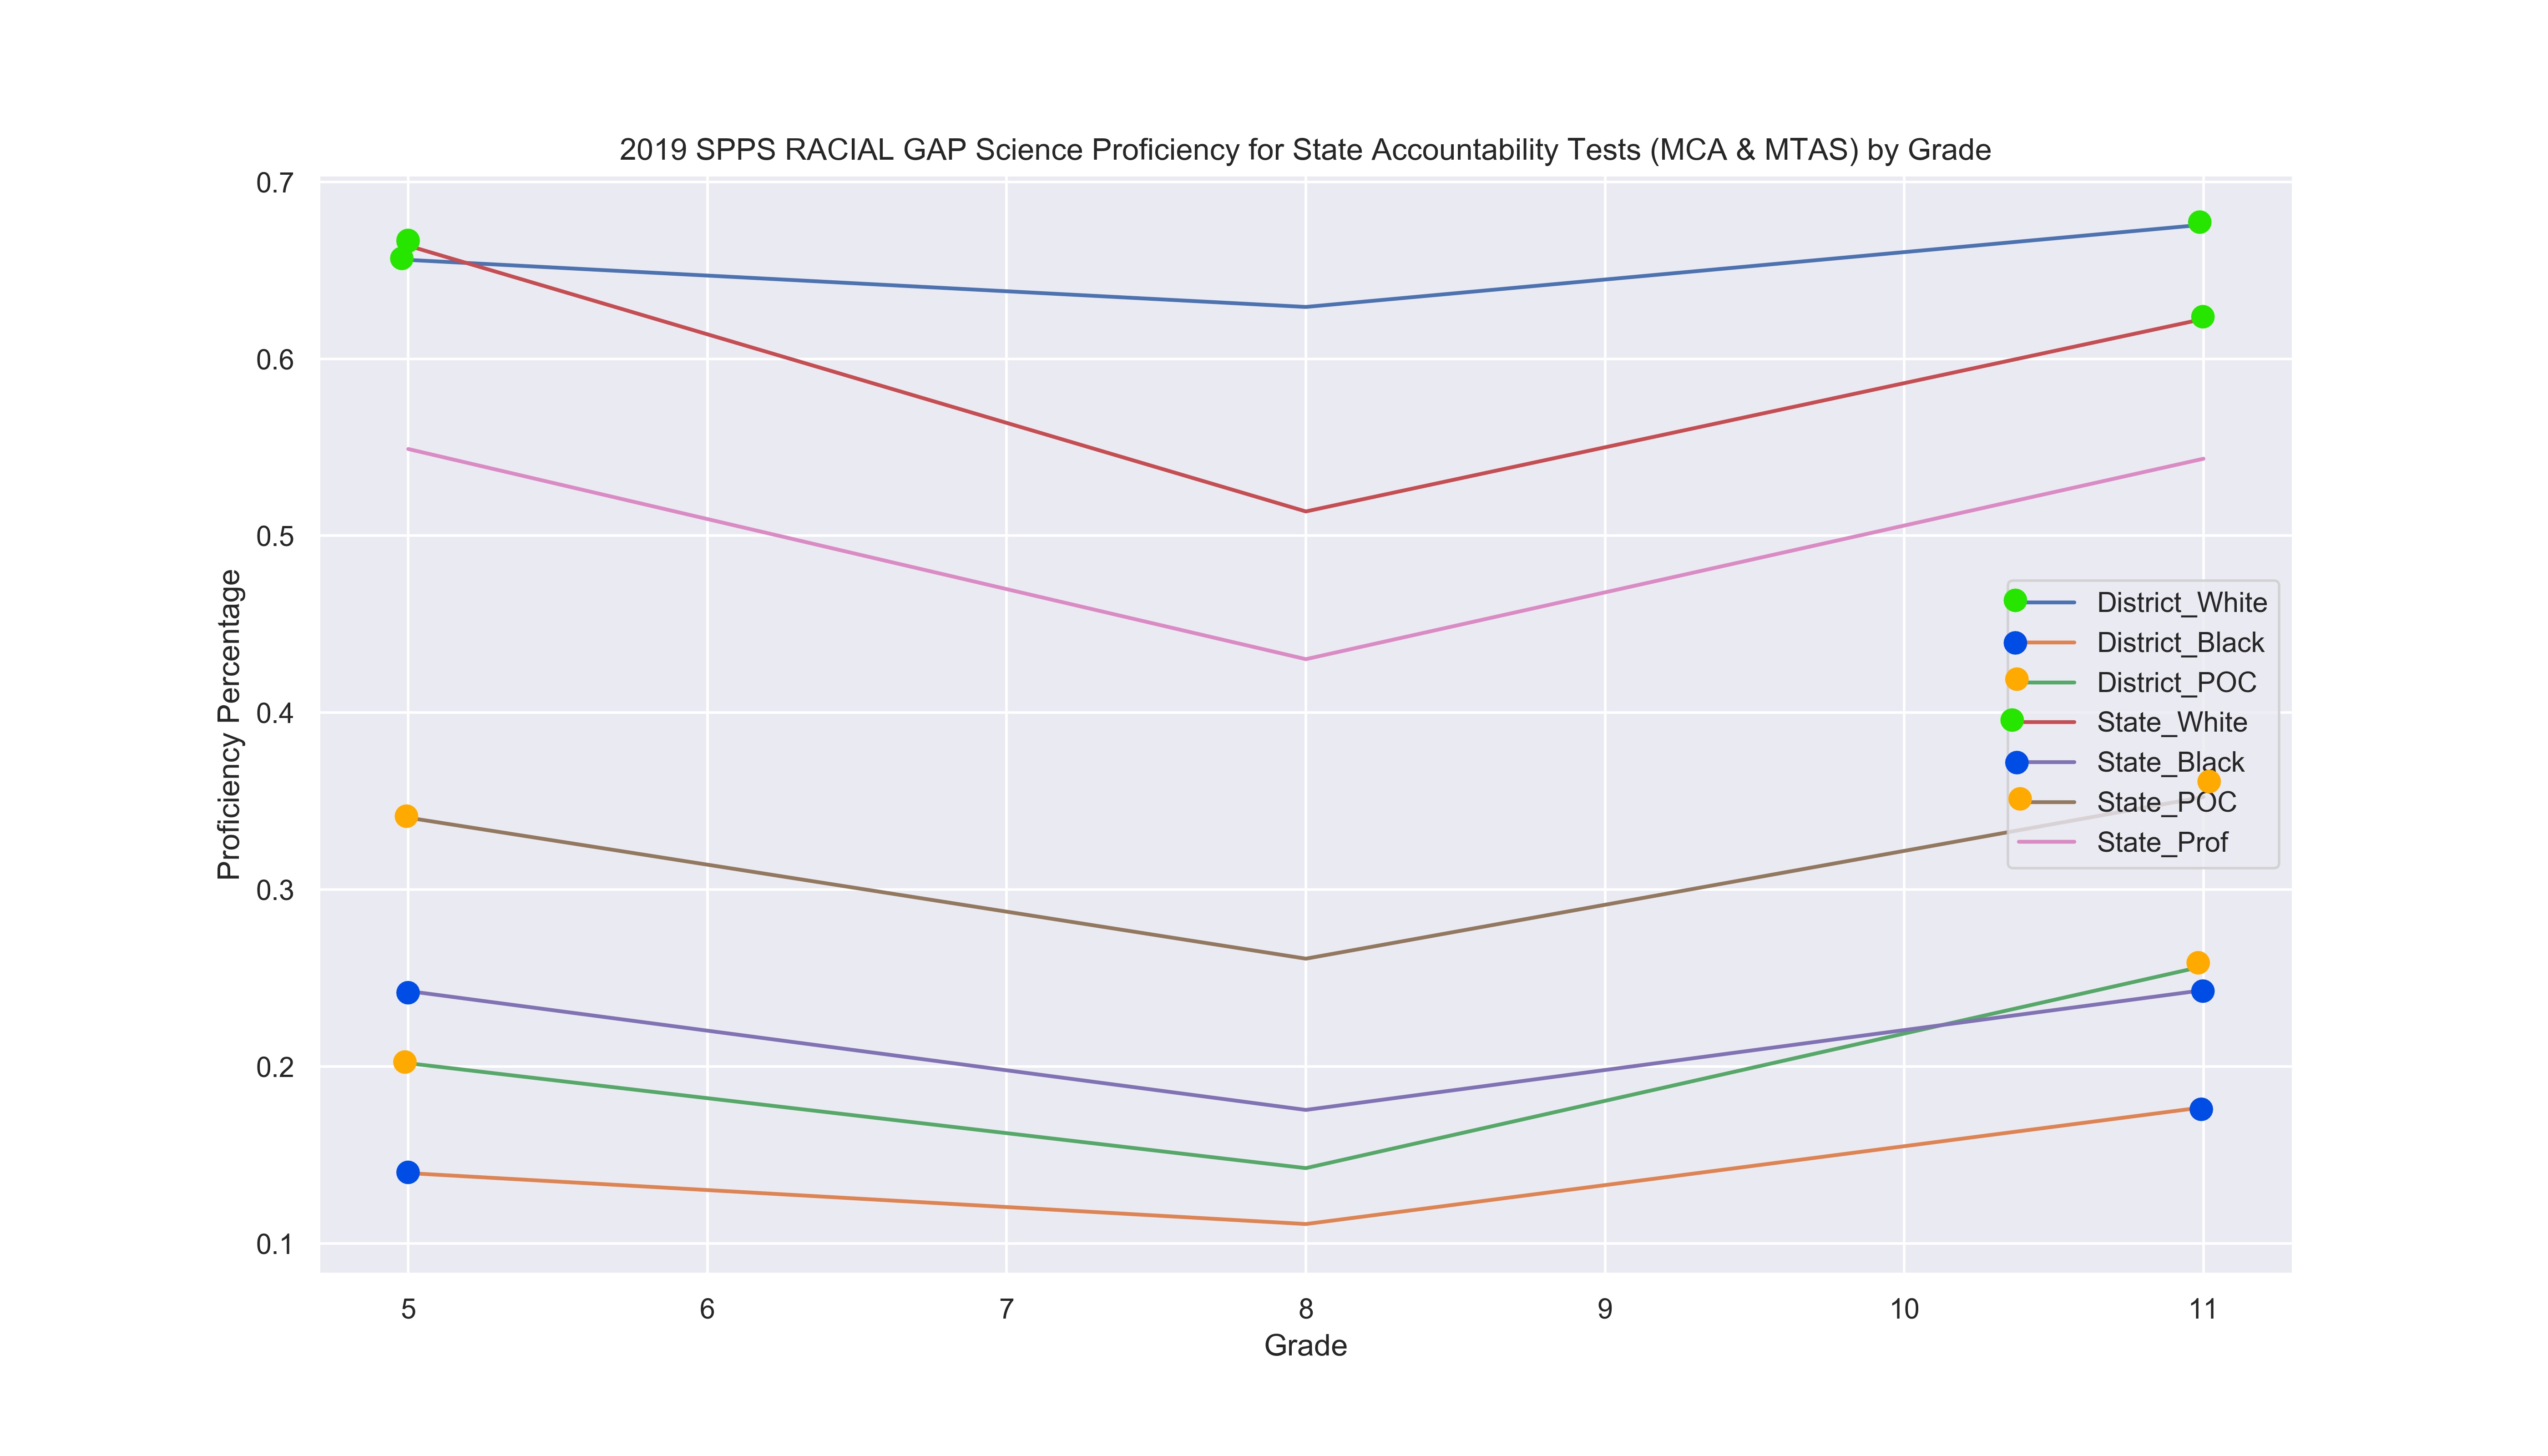 2019 SPPS RACIAL GAP Science Proficiency for State Accountability Tests (MCA & MTAS) by Grade
0.7
0.6
0.5
0.4
0.3
0.2
0.1
Proficiency Percentage
District_White
District_Black
District_POC
State_White
State_Black
State_POC
State_Prof
5 6 7 8 9 10 11
Grade